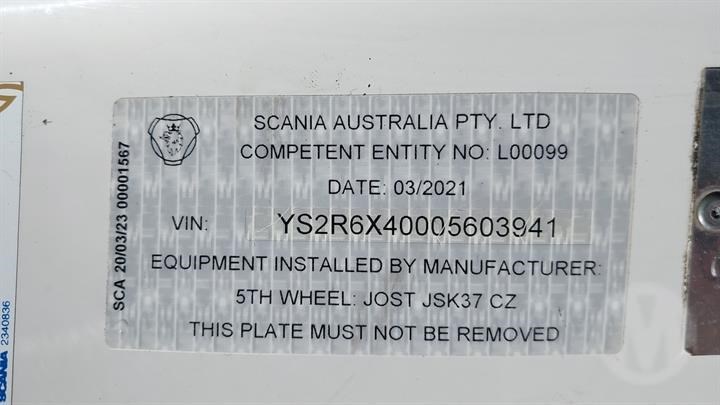 SCANIA AUSTRALIA PTY. LTD
COMPETENT ENTITY NO: L00099
DATE: 03/2021
VIN: YS2R6X40005603941
EQUIPMENT INSTALLED BY MANUFACTURER:
5TH WHEEL: JOST JSK37 CZ
THIS PLATE MUST NOT BE REMOVED
SCA 20/03/23 00001567
SCANIA 2340836